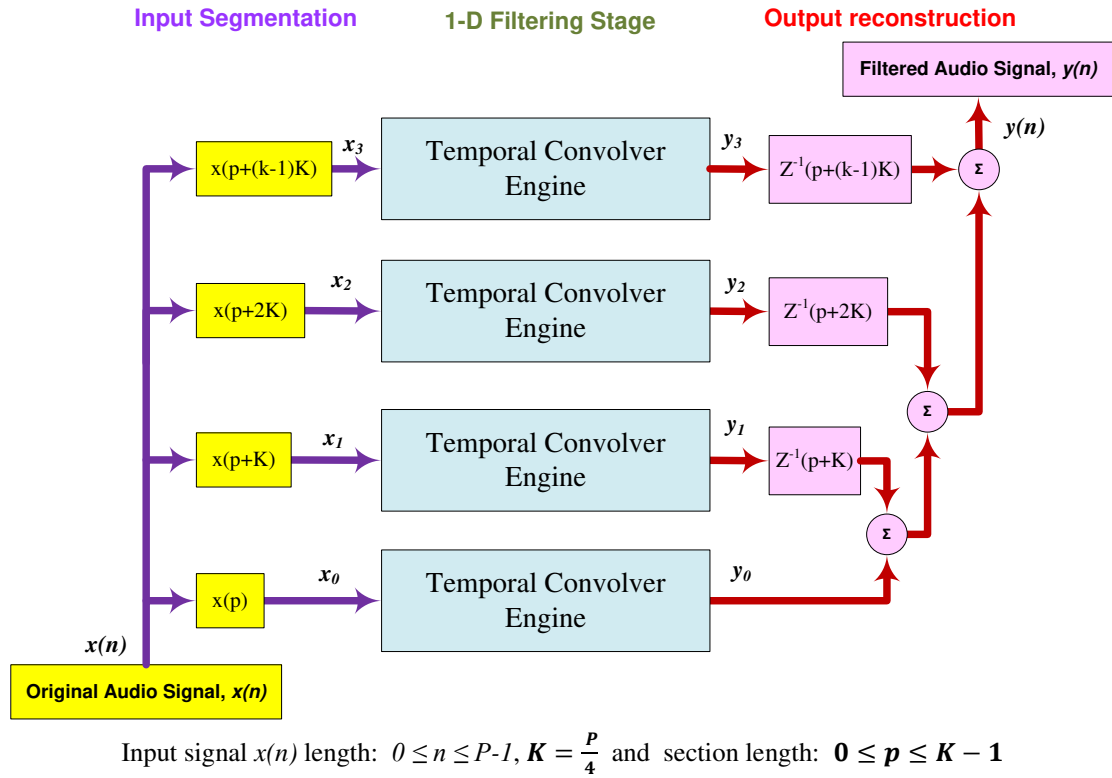 Input Segmentation
1-D Filtering Stage
Output reconstruction
Filtered Audio Signal, y(n)
y(n)
x(p+(k-1)K)
x₃
Temporal Convolver
Engine
y₃
Z⁻¹(p+(k-1)K)
Σ
x(p+2K)
x₂
Temporal Convolver
Engine
y₂
Z⁻¹(p+2K)
Σ
x(p+K)
x₁
Temporal Convolver
Engine
y₁
Z⁻¹(p+K)
Σ
x(p)
x₀
Temporal Convolver
Engine
y₀
x(n)
Original Audio Signal, x(n)
Input signal x(n) length: 0 ≤ n ≤ P-1, K = P/4 and section length: 0 ≤ p ≤ K − 1